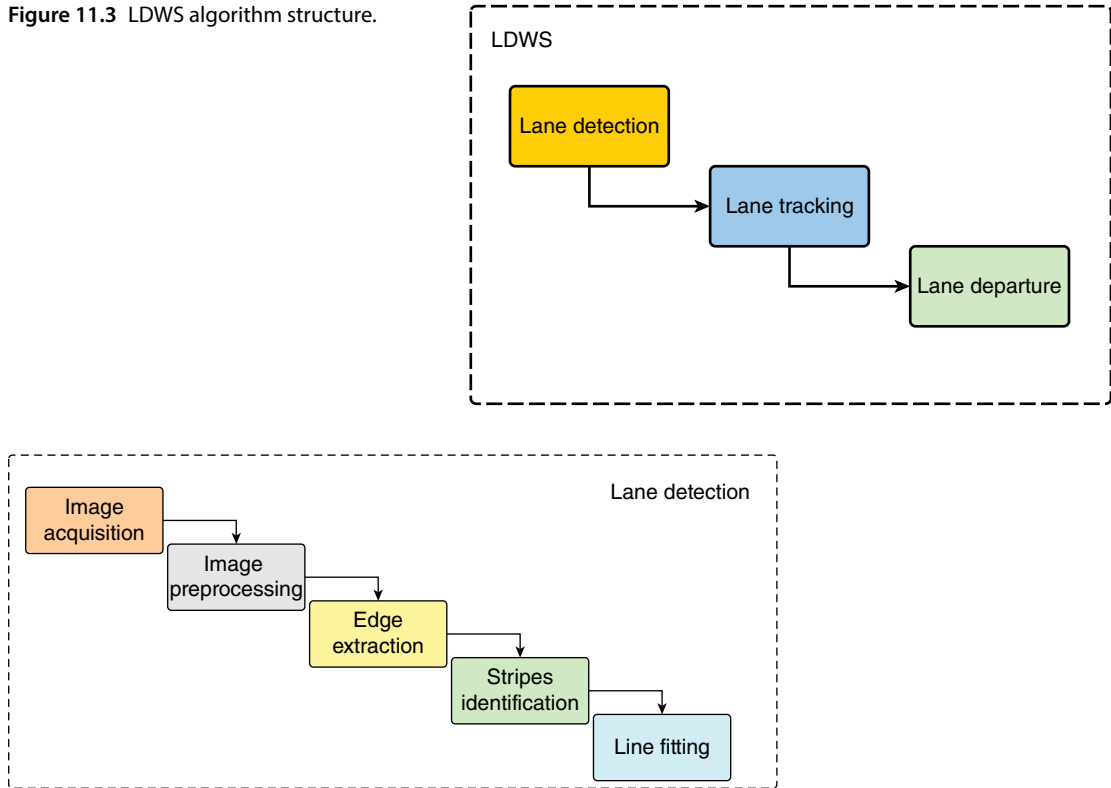 Figure 11.3 LDWS algorithm structure.
LDWS
Lane detection
Lane tracking
Lane departure
Lane detection
Image
acquisition
Image
preprocessing
Edge
extraction
Stripes
identification
Line fitting